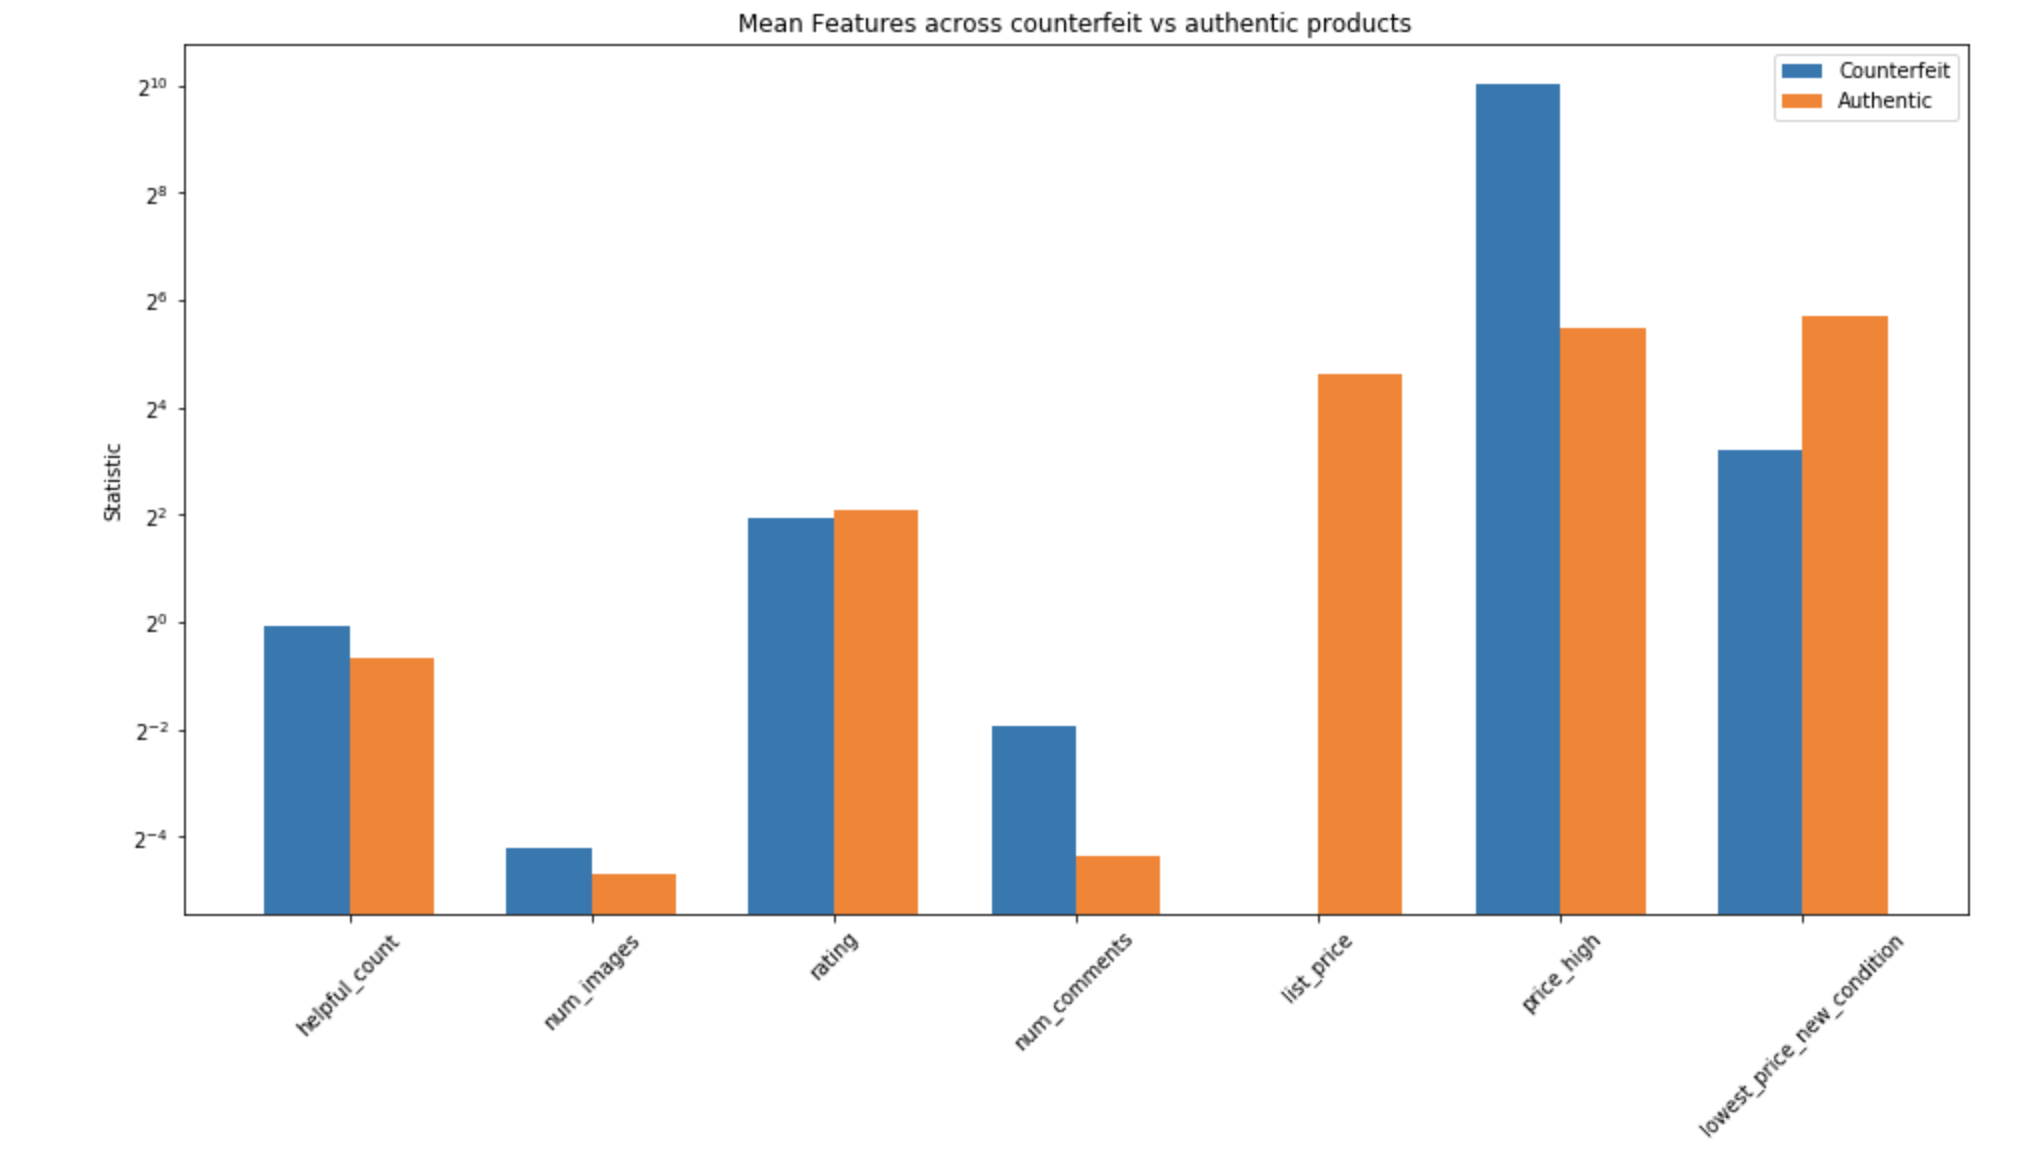 Mean Features across counterfeit vs authentic products
Counterfeit
Authentic
2¹⁰
2⁸
2⁶
2⁴
2²
2⁰
2⁻²
2⁻⁴
Statistic
helpful_count
num_images
rating
num_comments
list_price
price_high
lowest_price_new_condition